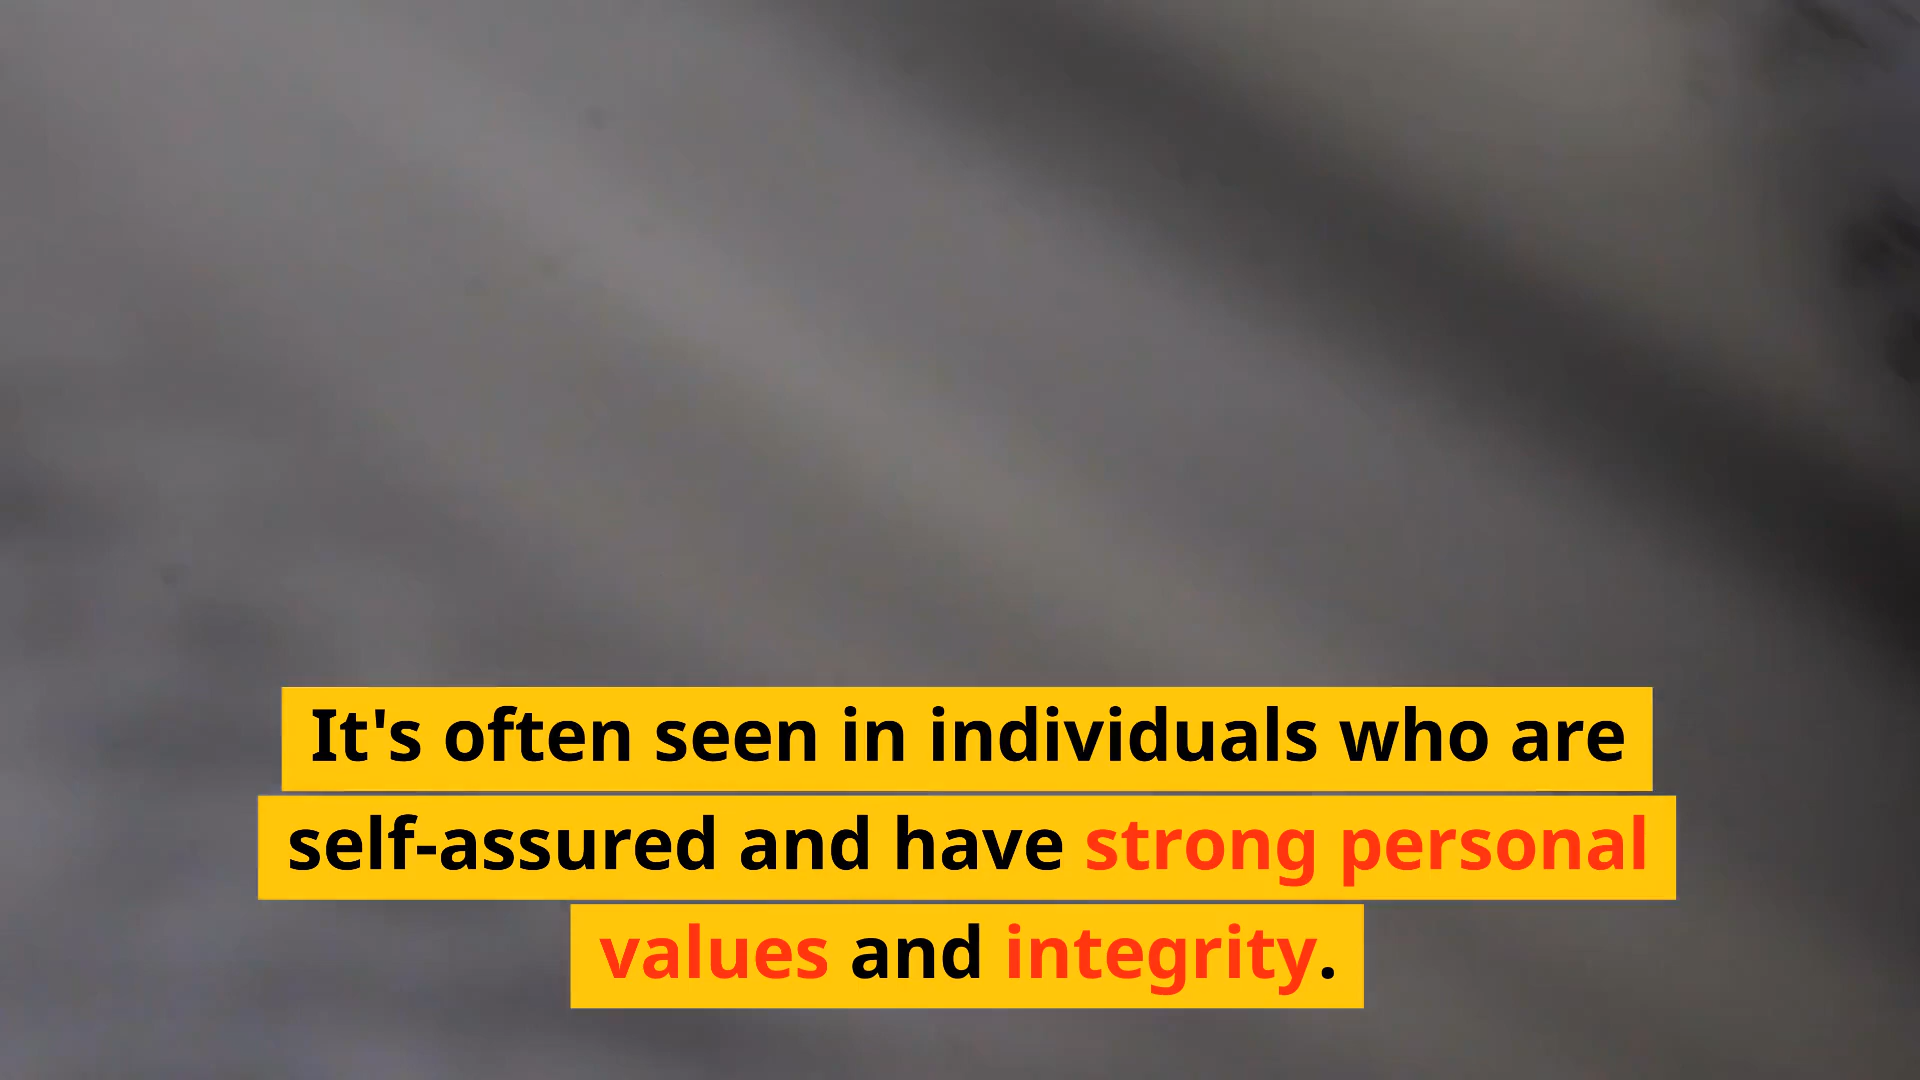 It's often seen in individuals who are
self-assured and have strong personal
values and integrity.